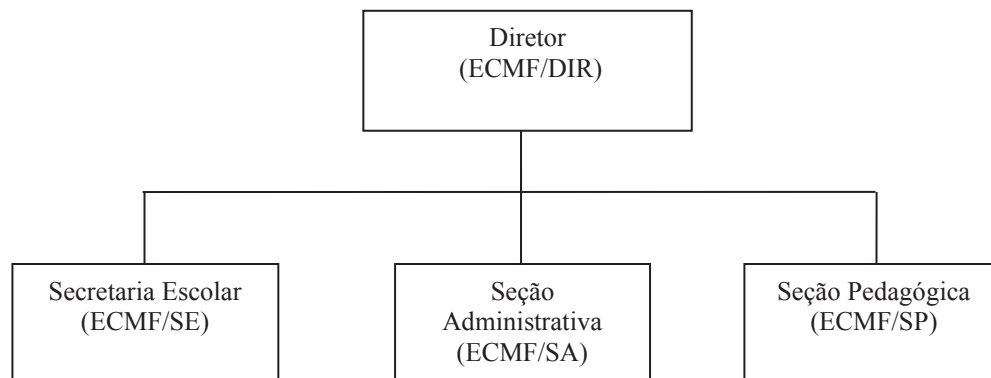 Diretor
(ECMF/DIR)
Secretaria Escolar
(ECMF/SE)
Seção
Administrativa
(ECMF/SA)
Seção Pedagógica
(ECMF/SP)